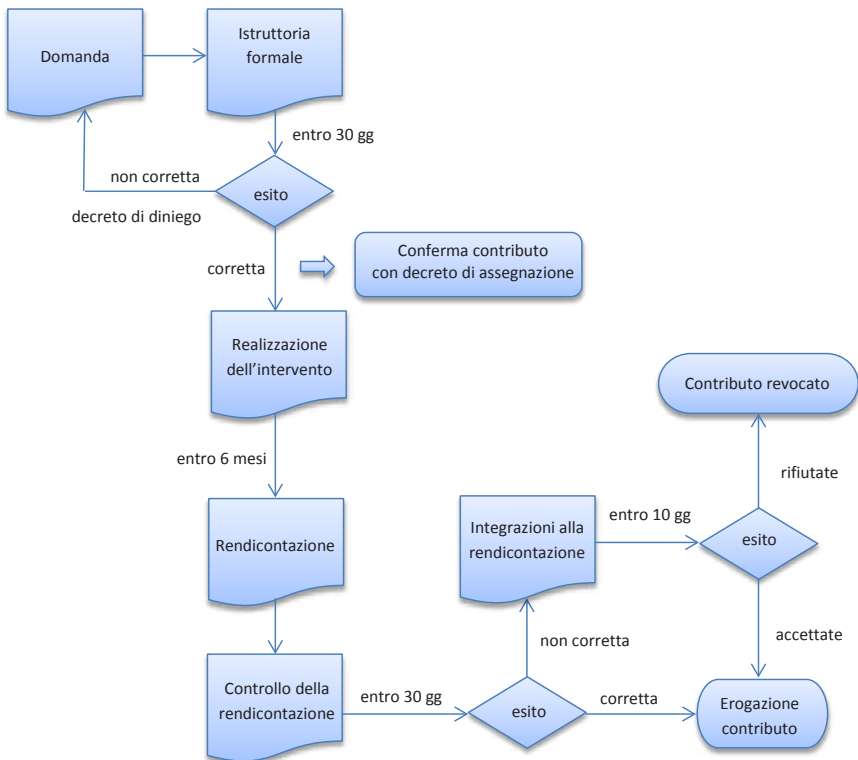 Domanda
Istruttoria
formale
entro 30 gg
esito
non corretta
decreto di diniego
corretta
Conferma contributo
con decreto di assegnazione
Realizzazione
dell’intervento
entro 6 mesi
Rendicontazione
Controllo della
rendicontazione
entro 30 gg
esito
non corretta
Integrazioni alla
rendicontazione
entro 10 gg
esito
rifiutate
Contributo revocato
accettate
corretta
Erogazione
contributo